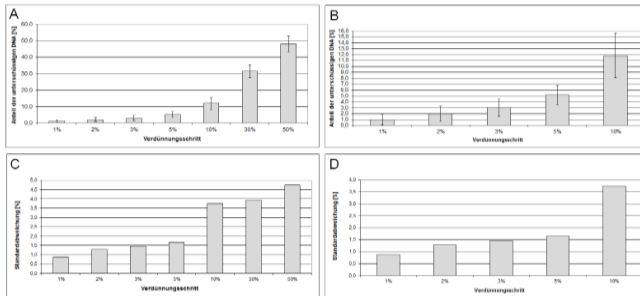 A
Anteil der unterschüssigen DNA [%]
60,0
50,0
40,0
30,0
20,0
10,0
0,0
1% 2% 3% 5% 10% 30% 50%
Verdünnungsschritt
B
Anteil der unterschüssigen DNA [%]
16,0
15,0
14,0
13,0
12,0
11,0
10,0
9,0
8,0
7,0
6,0
5,0
4,0
3,0
2,0
1,0
0,0
1% 2% 3% 5% 10%
Verdünnungsschritt
C
Standardabweichung [%]
5,0
4,5
4,0
3,5
3,0
2,5
2,0
1,5
1,0
0,5
0,0
1% 2% 3% 5% 10% 30% 50%
Verdünnungsschritt
D
Standardabweichung [%]
4,0
3,5
3,0
2,5
2,0
1,5
1,0
0,5
0,0
1% 2% 3% 5% 10%
Verdünnungsschritt